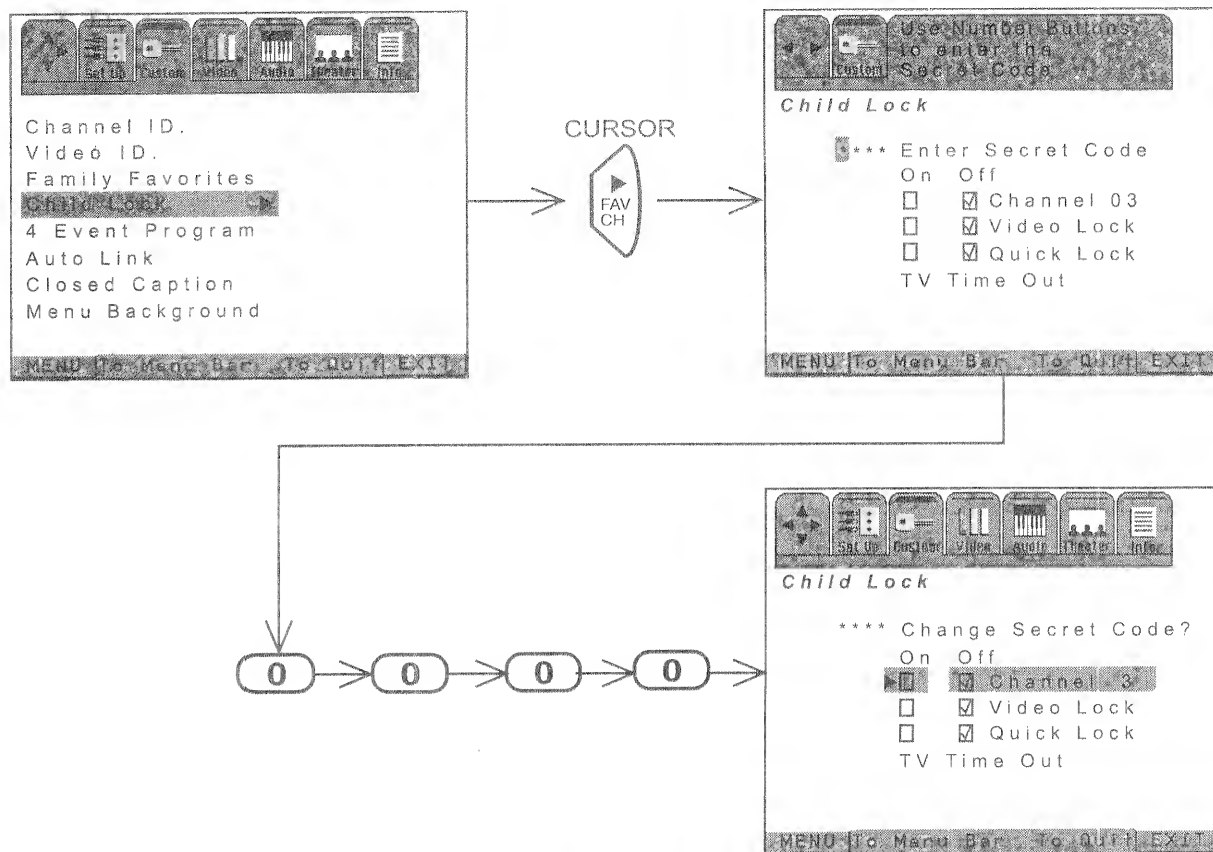 Set Up Custom Video Audio Theater Info
Channel ID.
Video ID.
Family Favorites
Child Lock
4 Event Program
Auto Link
Closed Caption
Menu Background
MENU To Menu Bar To Quit EXIT
CURSOR
FAV
CH
Custom
Use Number Buttons
to enter the
Secret Code
Child Lock
**** Enter Secret Code
On Off
Channel 03
Video Lock
Quick Lock
TV Time Out
MENU To Menu Bar To Quit EXIT
0 0 0 0
Set Up Custom Video Audio Theater Info
Child Lock
**** Change Secret Code?
On Off
Channel 3
Video Lock
Quick Lock
TV Time Out
MENU To Menu Bar To Quit EXIT